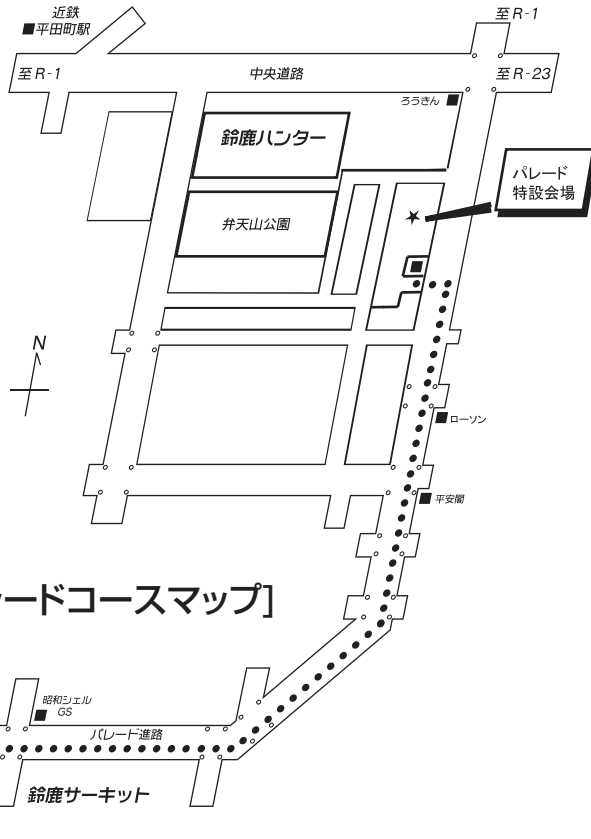 近鉄
■平田町駅
至R-1
至R-1
中央道路
至R-23
ろうきん■
鈴鹿ハンター
パレード
特設会場
弁天山公園
N
■ローソン
■平安閣
ードコースマップ]
昭和シェル
■ GS
パレード進路
鈴鹿サーキット